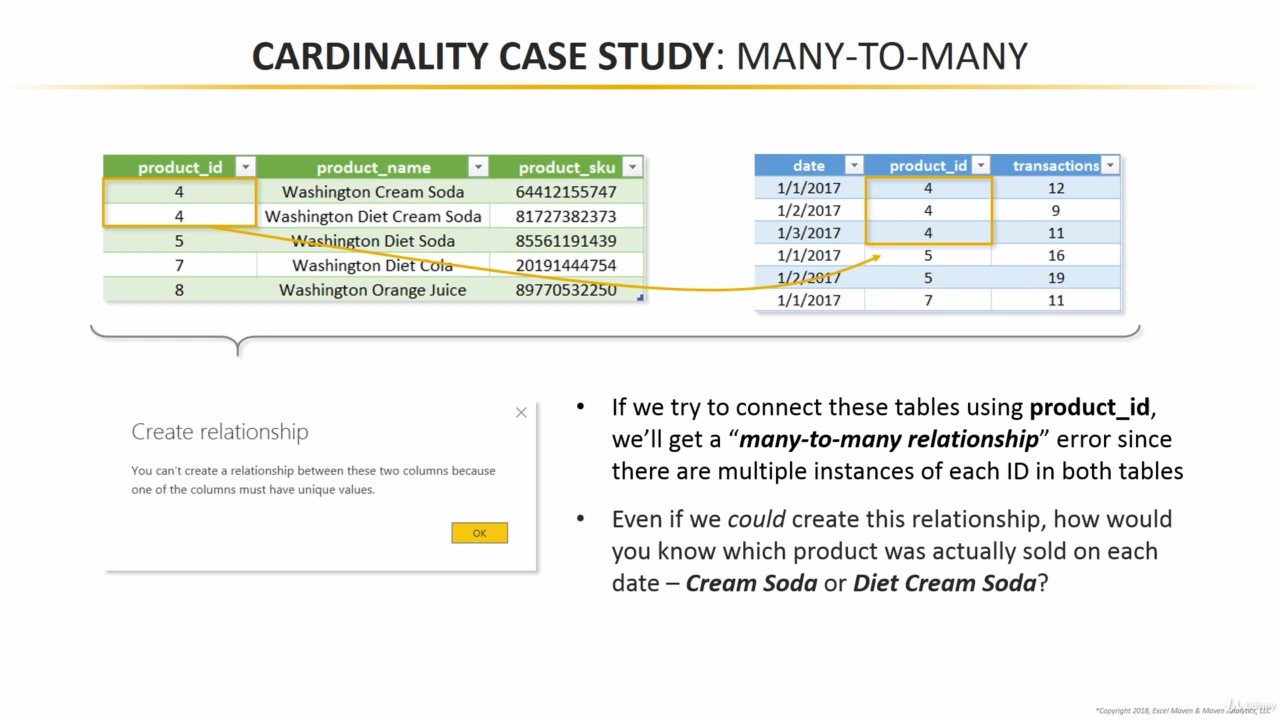 CARDINALITY CASE STUDY: MANY-TO-MANY
product_id product_name product_sku
4 Washington Cream Soda 64412155747
4 Washington Diet Cream Soda 81727382373
5 Washington Diet Soda 85561191439
7 Washington Diet Cola 20191444754
8 Washington Orange Juice 89770532250
date product_id transactions
1/1/2017 4 12
1/2/2017 4 9
1/3/2017 4 11
1/1/2017 5 16
1/2/2017 5 19
1/1/2017 7 11
Create relationship
You can't create a relationship between these two columns because
one of the columns must have unique values.
OK
• If we try to connect these tables using product_id,
we’ll get a “many-to-many relationship” error since
there are multiple instances of each ID in both tables
• Even if we could create this relationship, how would
you know which product was actually sold on each
date – Cream Soda or Diet Cream Soda?
*Copyright 2018, Excel Maven & Maven Analytics, LLC
Udemy